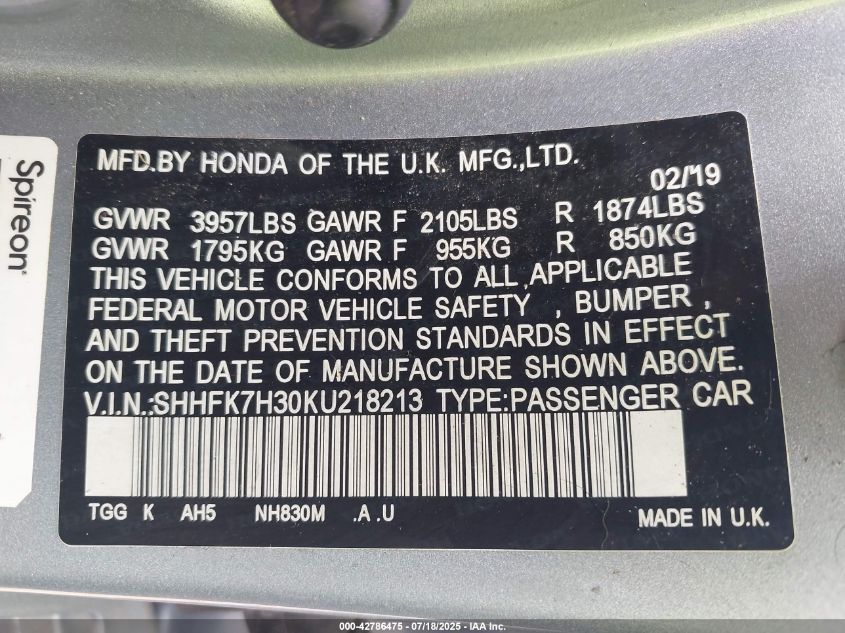 Spireon
MFD.BY HONDA OF THE U.K. MFG.,LTD.
02/19
GVWR 3957LBS GAWR F 2105LBS R 1874LBS
GVWR 1795KG GAWR F 955KG R 850KG
THIS VEHICLE CONFORMS TO ALL APPLICABLE
FEDERAL MOTOR VEHICLE SAFETY , BUMPER ,
AND THEFT PREVENTION STANDARDS IN EFFECT
ON THE DATE OF MANUFACTURE SHOWN ABOVE.
V.I.N.:SHHFK7H30KU218213 TYPE:PASSENGER CAR
TGG K AH5 NH830M .A .U
MADE IN U.K.
000-42786475 — 07/18/2025 — IAA Inc.